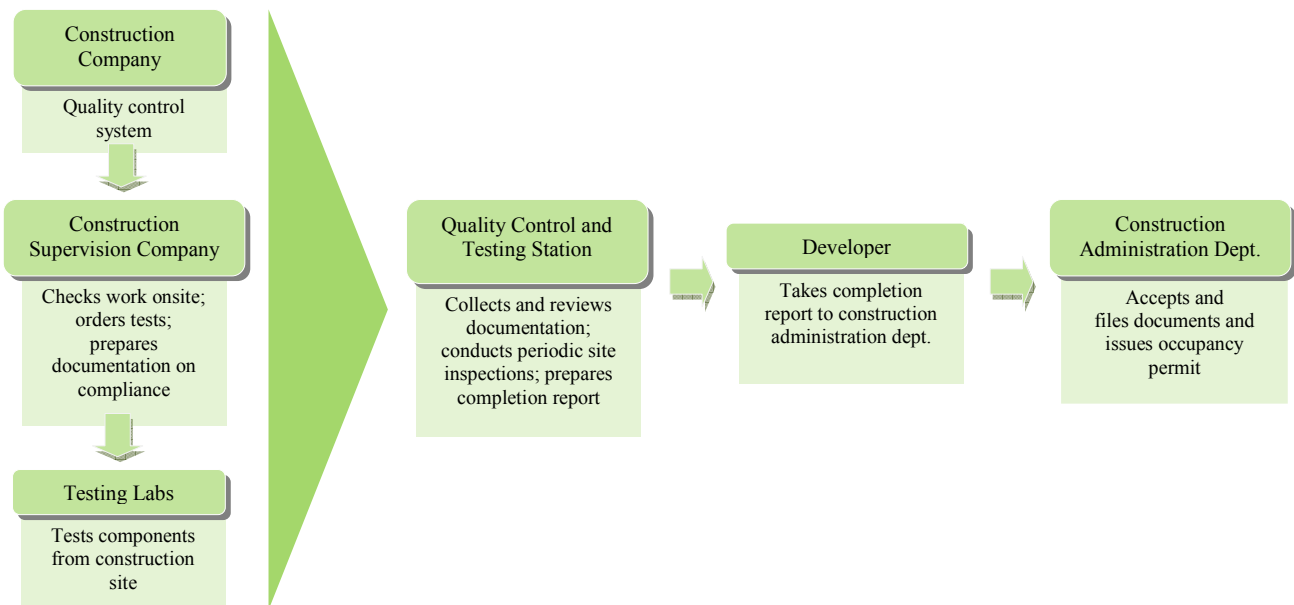 Construction
Company
Quality control
system
Construction
Supervision Company
Checks work onsite;
orders tests;
prepares
documentation on
compliance
Testing Labs
Tests components
from construction
site
Quality Control and
Testing Station
Collects and reviews
documentation;
conducts periodic site
inspections; prepares
completion report
Developer
Takes completion
report to construction
administration dept.
Construction
Administration Dept.
Accepts and
files documents and
issues occupancy
permit